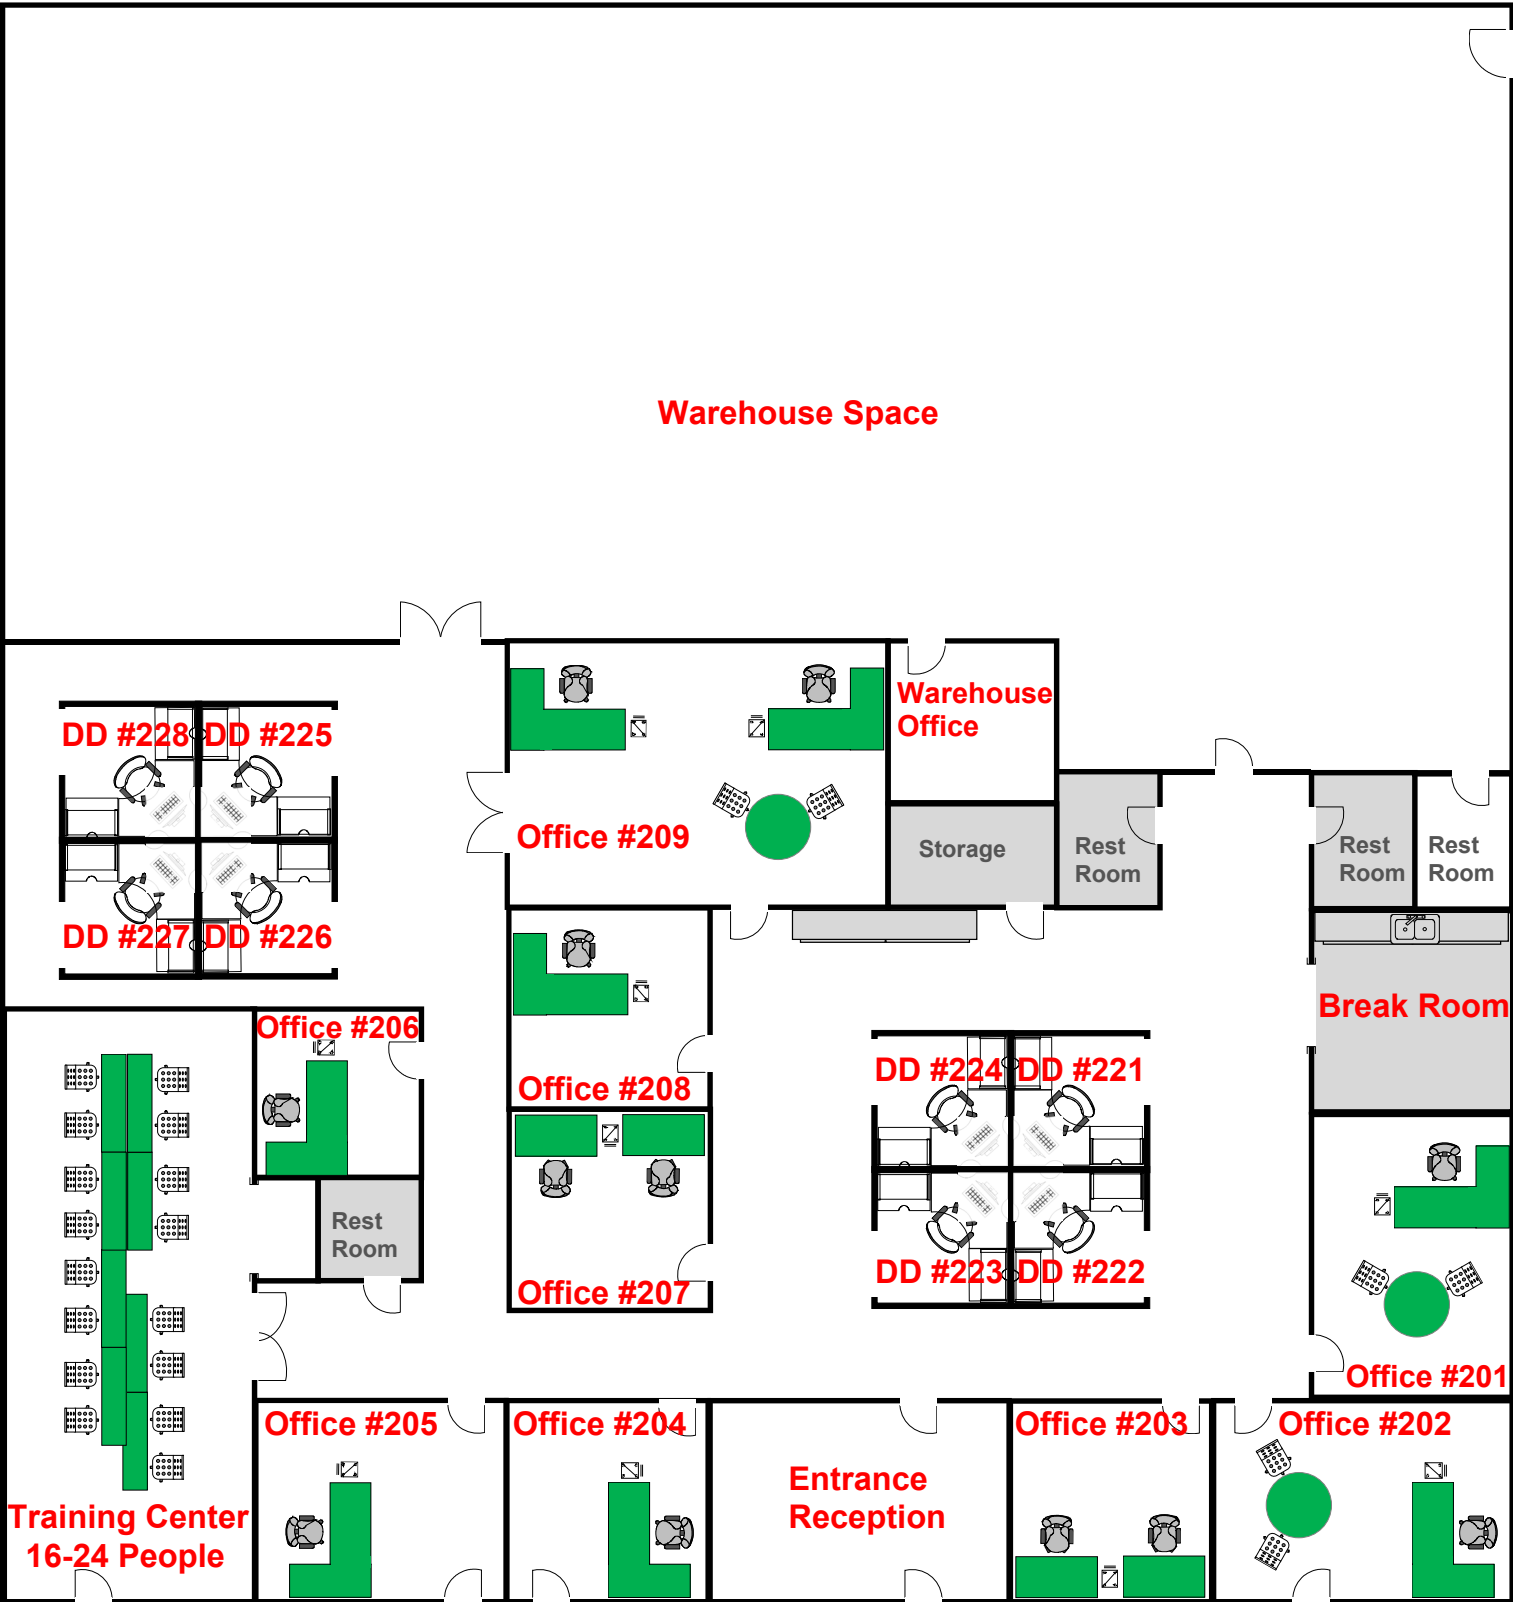 Warehouse Space
Warehouse
Office
DD #228
DD #225
Office #209
Storage
Rest
Room
Rest
Room
Rest
Room
DD #227
DD #226
Break Room
Office #206
Office #208
DD #224
DD #221
Rest
Room
Office #207
DD #223
DD #222
Office #201
Office #205
Office #204
Entrance
Reception
Office #203
Office #202
Training Center
16-24 People